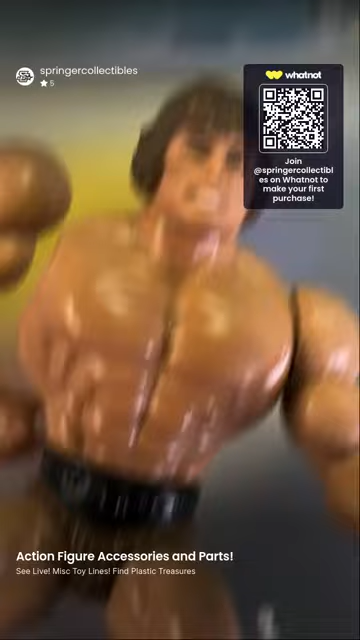 springercollectibles
5
whatnot
Join
@springercollectibl
es on Whatnot to
make your first
purchase!
Action Figure Accessories and Parts!
See Live! Misc Toy Lines! Find Plastic Treasures